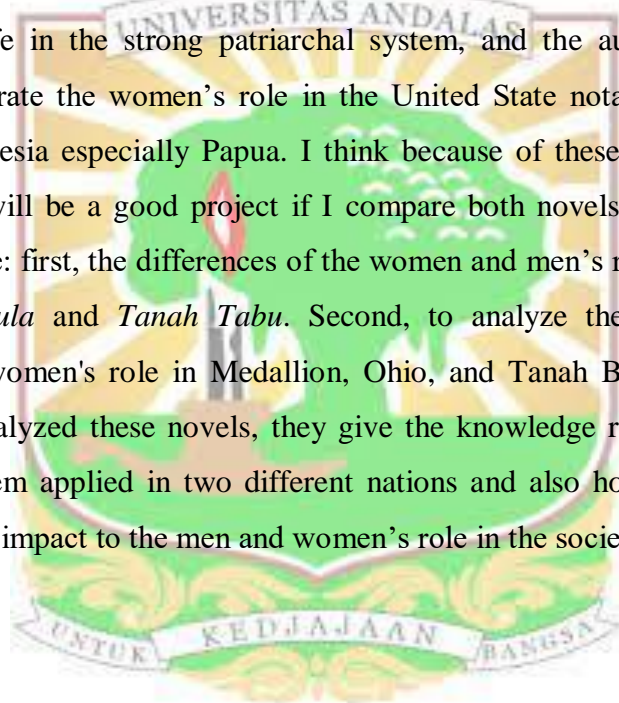 UNIVERSITAS ANDALAS
fe in the strong patriarchal system, and the au
rate the women’s role in the United State nota
esia especially Papua. I think because of these
will be a good project if I compare both novels
e: first, the differences of the women and men’s r
ula and Tanah Tabu. Second, to analyze the
women's role in Medallion, Ohio, and Tanah B
alyzed these novels, they give the knowledge r
em applied in two different nations and also ho
impact to the men and women’s role in the socie
UNTUK KEDJAJAAN BANGSA